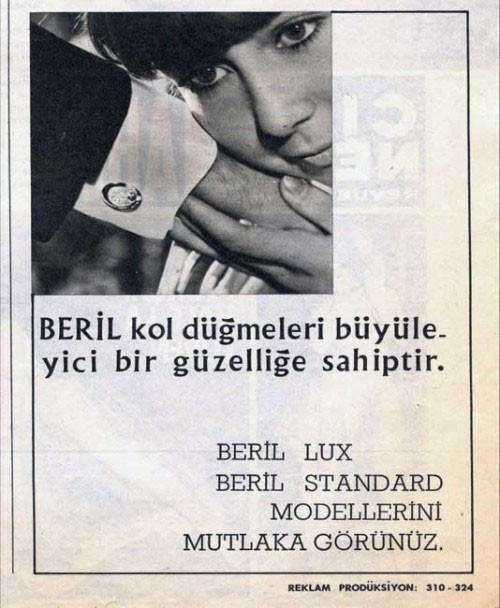 BERİL kol düğmeleri büyüle-
yici bir güzelliğe sahiptir.
BERİL LUX
BERİL STANDARD
MODELLERİNİ
MUTLAKA GÖRÜNÜZ.
REKLAM PRODÜKSİYON: 310 - 324